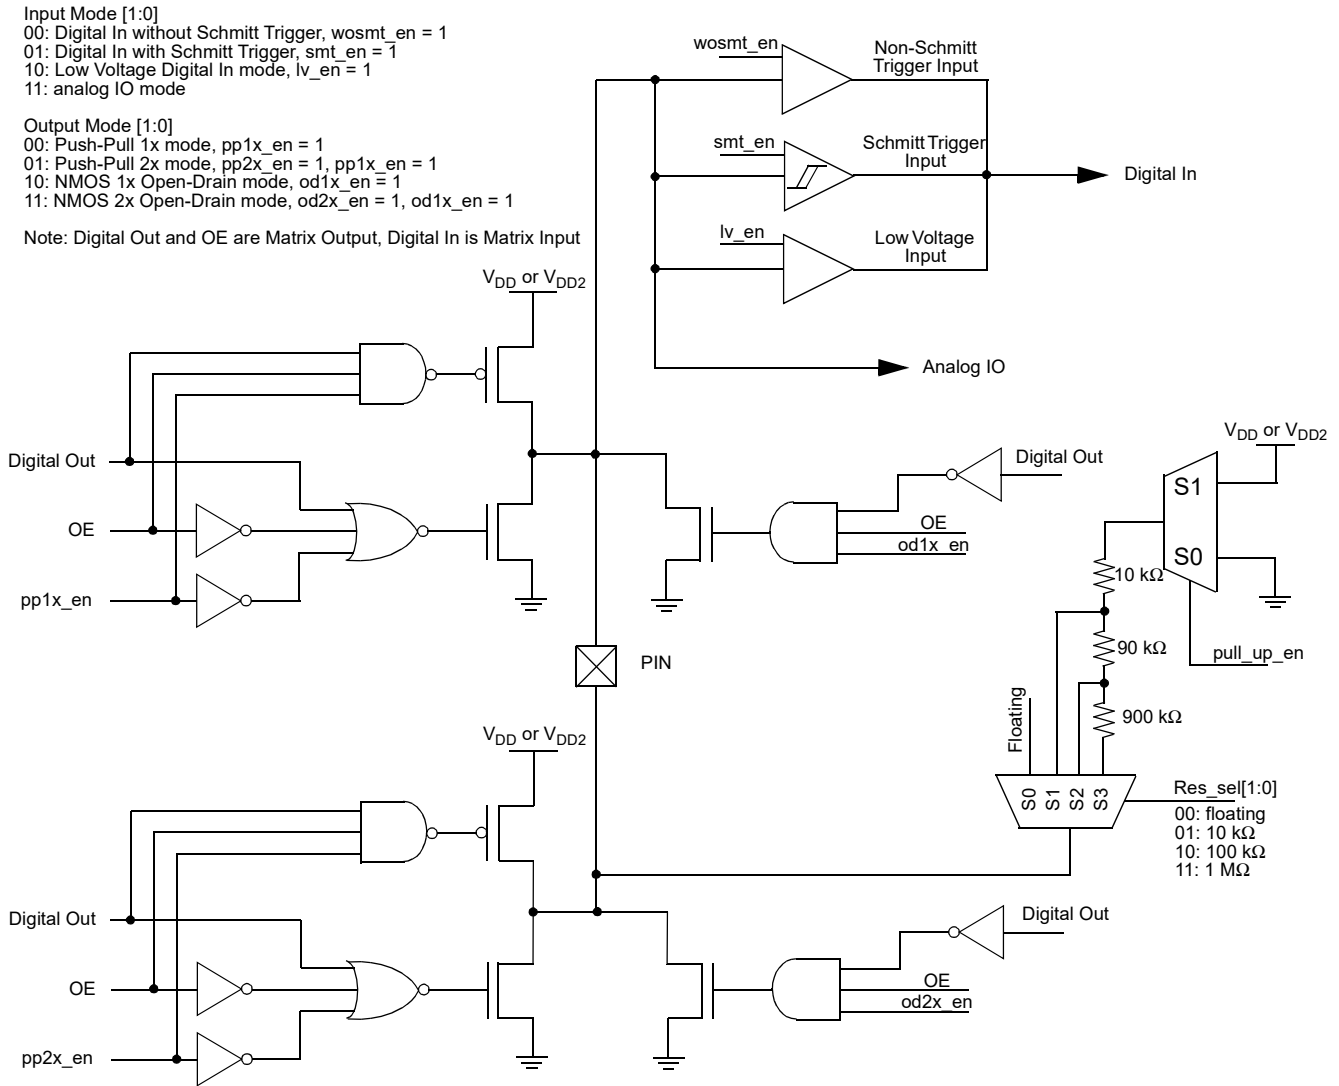 Input Mode [1:0]
00: Digital In without Schmitt Trigger, wosmt_en = 1
01: Digital In with Schmitt Trigger, smt_en = 1
10: Low Voltage Digital In mode, lv_en = 1
11: analog IO mode
Output Mode [1:0]
00: Push-Pull 1x mode, pp1x_en = 1
01: Push-Pull 2x mode, pp2x_en = 1, pp1x_en = 1
10: NMOS 1x Open-Drain mode, od1x_en = 1
11: NMOS 2x Open-Drain mode, od2x_en = 1, od1x_en = 1
Note: Digital Out and OE are Matrix Output, Digital In is Matrix Input
wosmt_en
Non-Schmitt
Trigger Input
smt_en
Schmitt Trigger
Input
Digital In
lv_en
Low Voltage
Input
Analog IO
VDD or VDD2
Digital Out
OE
pp1x_en
Digital Out
OE
od1x_en
VDD or VDD2
S1
S0
10 kΩ
90 kΩ
900 kΩ
pull_up_en
PIN
Floating
S0
S1
S2
S3
Res_sel[1:0]
00: floating
01: 10 kΩ
10: 100 kΩ
11: 1 MΩ
VDD or VDD2
Digital Out
OE
pp2x_en
Digital Out
OE
od2x_en